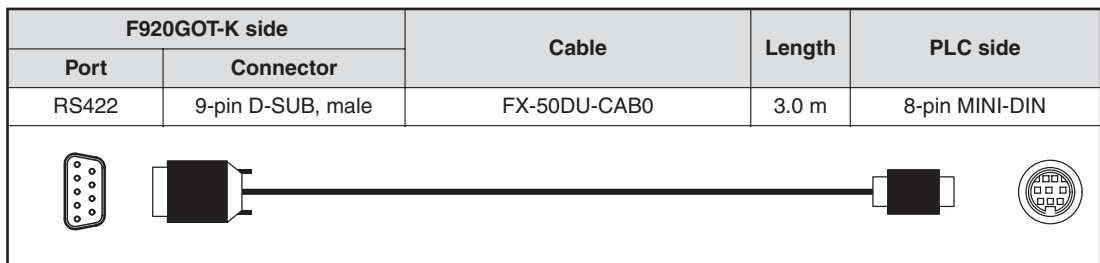 F920GOT-K side
Cable
Length
PLC side
Port
Connector
RS422
9-pin D-SUB, male
FX-50DU-CAB0
3.0 m
8-pin MINI-DIN